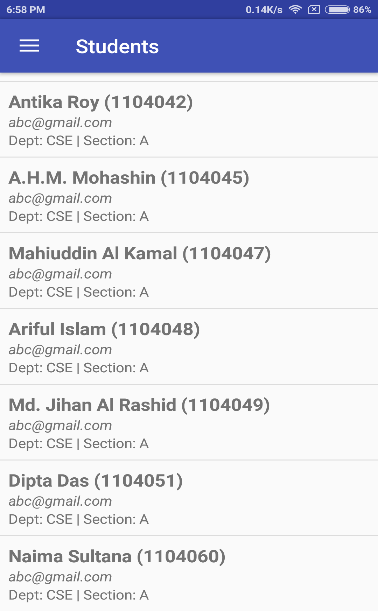 6:58 PM 0.14K/s 86%
Students
Antika Roy (1104042)
abc@gmail.com
Dept: CSE | Section: A
A.H.M. Mohashin (1104045)
abc@gmail.com
Dept: CSE | Section: A
Mahiuddin Al Kamal (1104047)
abc@gmail.com
Dept: CSE | Section: A
Ariful Islam (1104048)
abc@gmail.com
Dept: CSE | Section: A
Md. Jihan Al Rashid (1104049)
abc@gmail.com
Dept: CSE | Section: A
Dipta Das (1104051)
abc@gmail.com
Dept: CSE | Section: A
Naima Sultana (1104060)
abc@gmail.com
Dept: CSE | Section: A